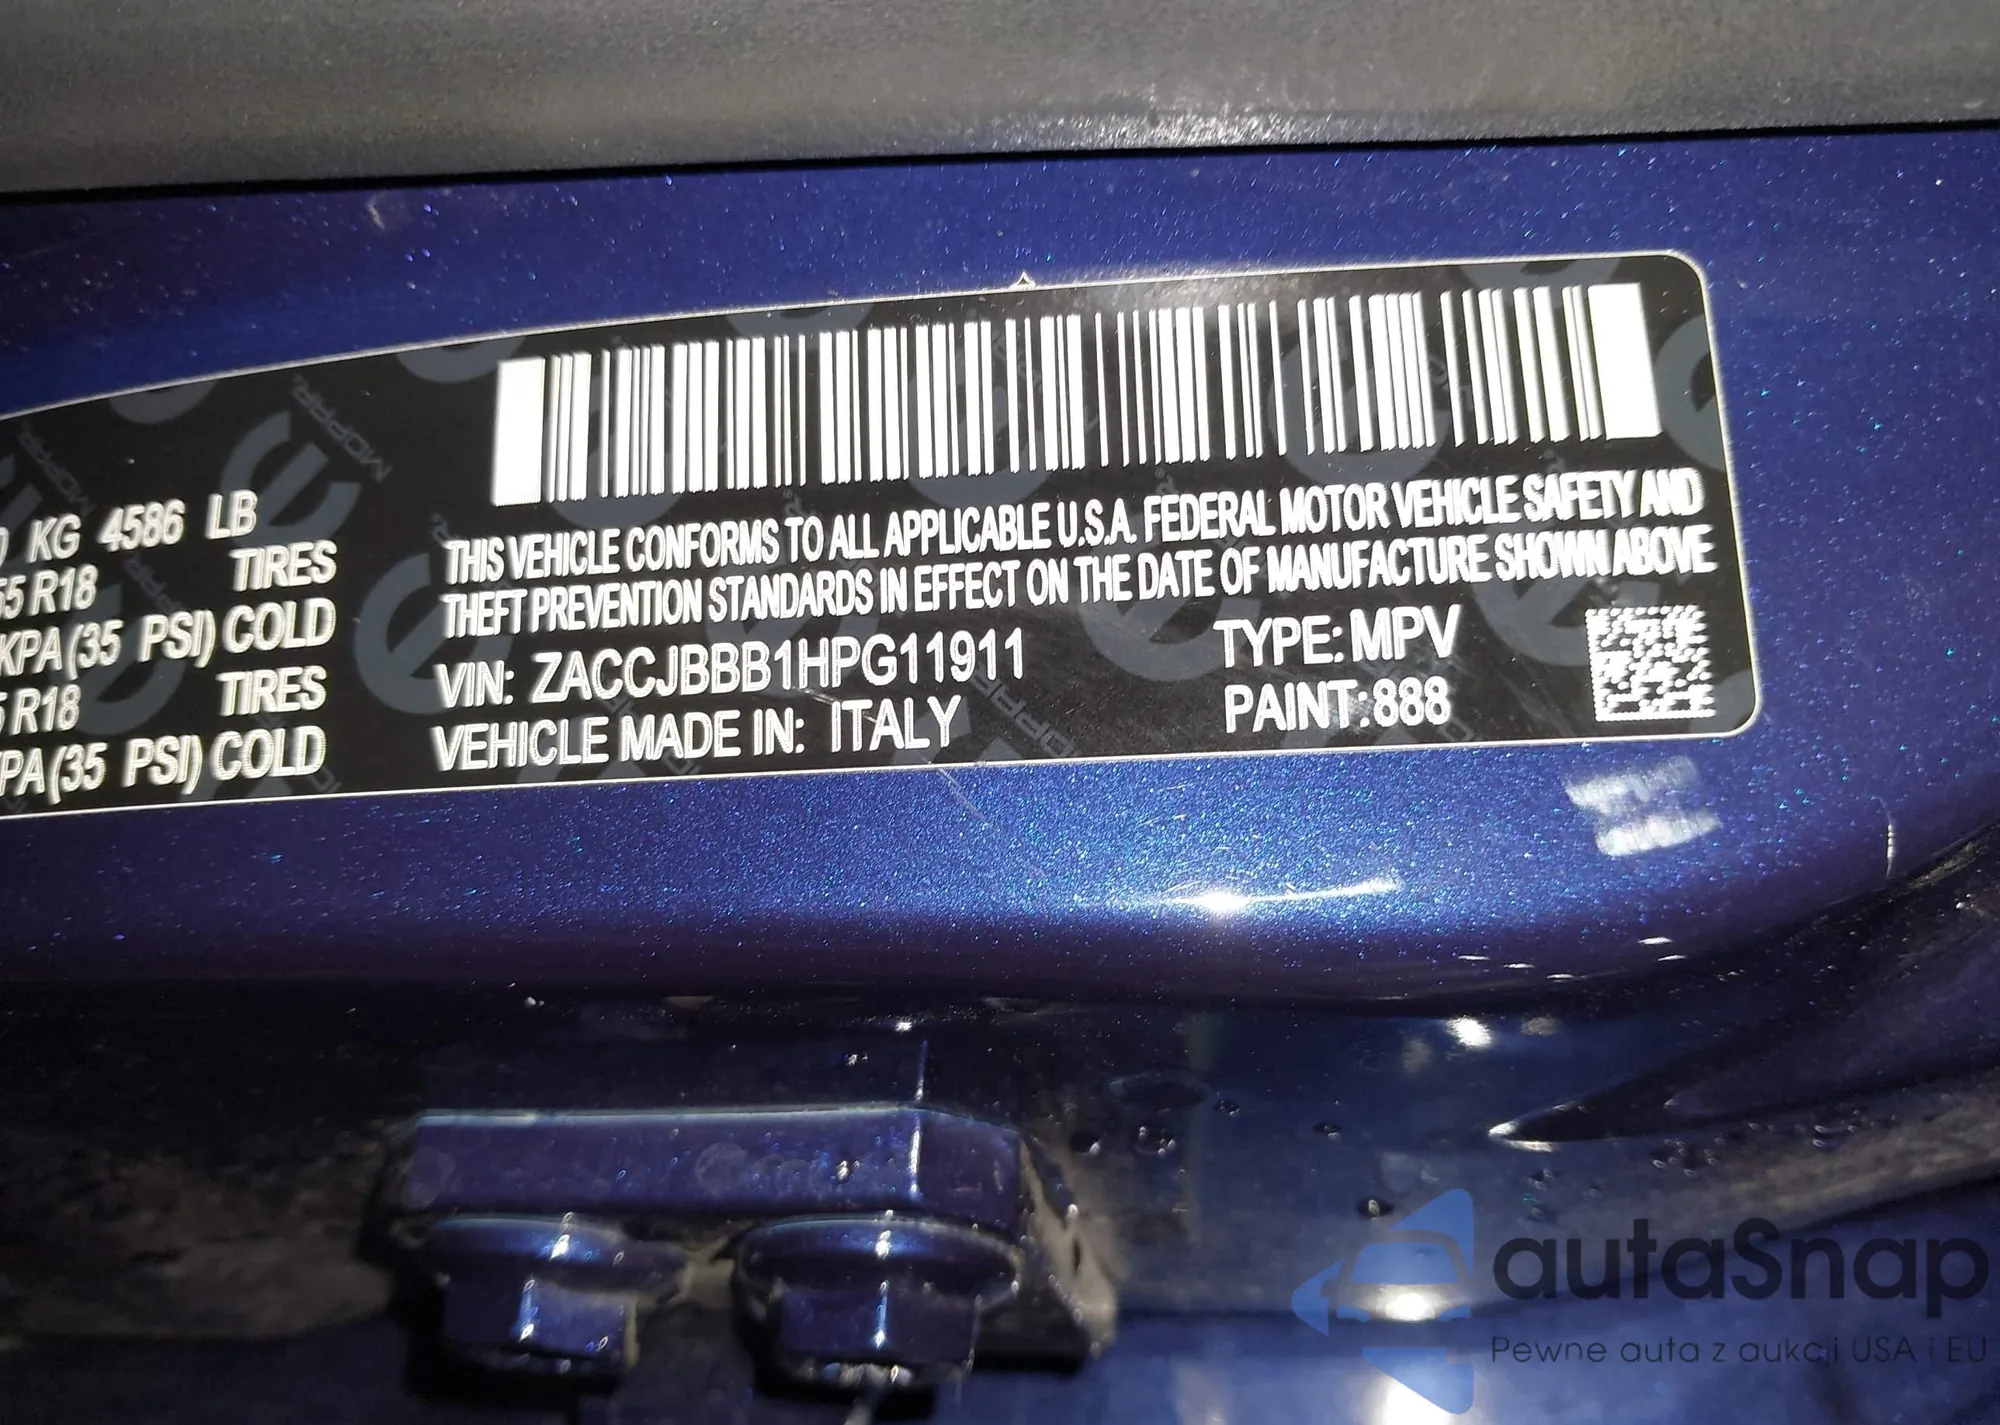 KG 4586 LB
55 R18 TIRES
KPA (35 PSI) COLD
R18 TIRES
PA (35 PSI) COLD
THIS VEHICLE CONFORMS TO ALL APPLICABLE U.S.A. FEDERAL MOTOR VEHICLE SAFETY AND
THEFT PREVENTION STANDARDS IN EFFECT ON THE DATE OF MANUFACTURE SHOWN ABOVE
VIN: ZACCJBBB1HPG11911 TYPE: MPV
VEHICLE MADE IN: ITALY PAINT: 888
MOPAR
autaSnap
Pewne auta z aukcji USA i EU